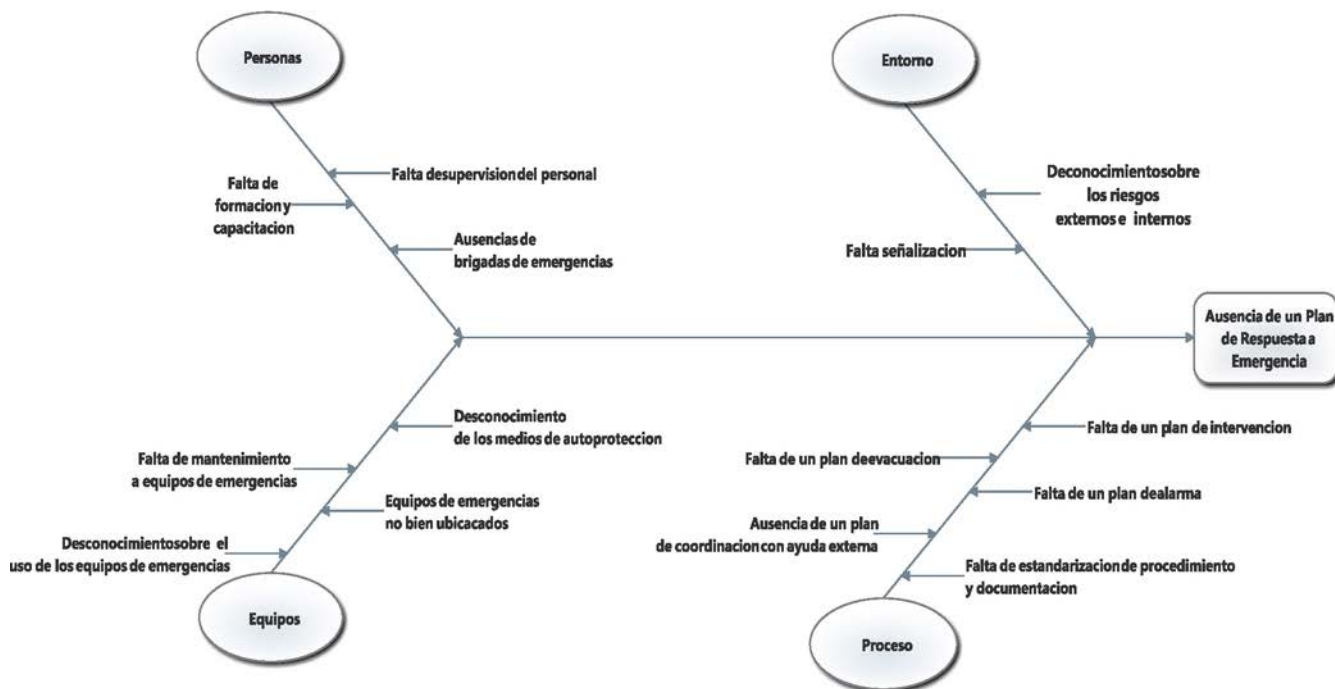 Personas
Entorno
Falta desupervision del personal
Falta de
formacion y
capacitacion
Ausencias de
brigadas de emergencias
Deconocimientosobre
los riesgos
externos e internos
Falta señalizacion
Ausencia de un Plan
de Respuesta a
Emergencia
Desconocimiento
de los medios de autoproteccion
Falta de mantenimiento
a equipos de emergencias
Equipos de emergencias
no bien ubicacados
Desconocimientosobre el
uso de los equipos de emergencias
Equipos
Falta de un plan de intervencion
Falta de un plan deevacuacion
Falta de un plan dealarma
Ausencia de un plan
de coordinacion con ayuda externa
Falta de estandarizacion de procedimiento
y documentacion
Proceso